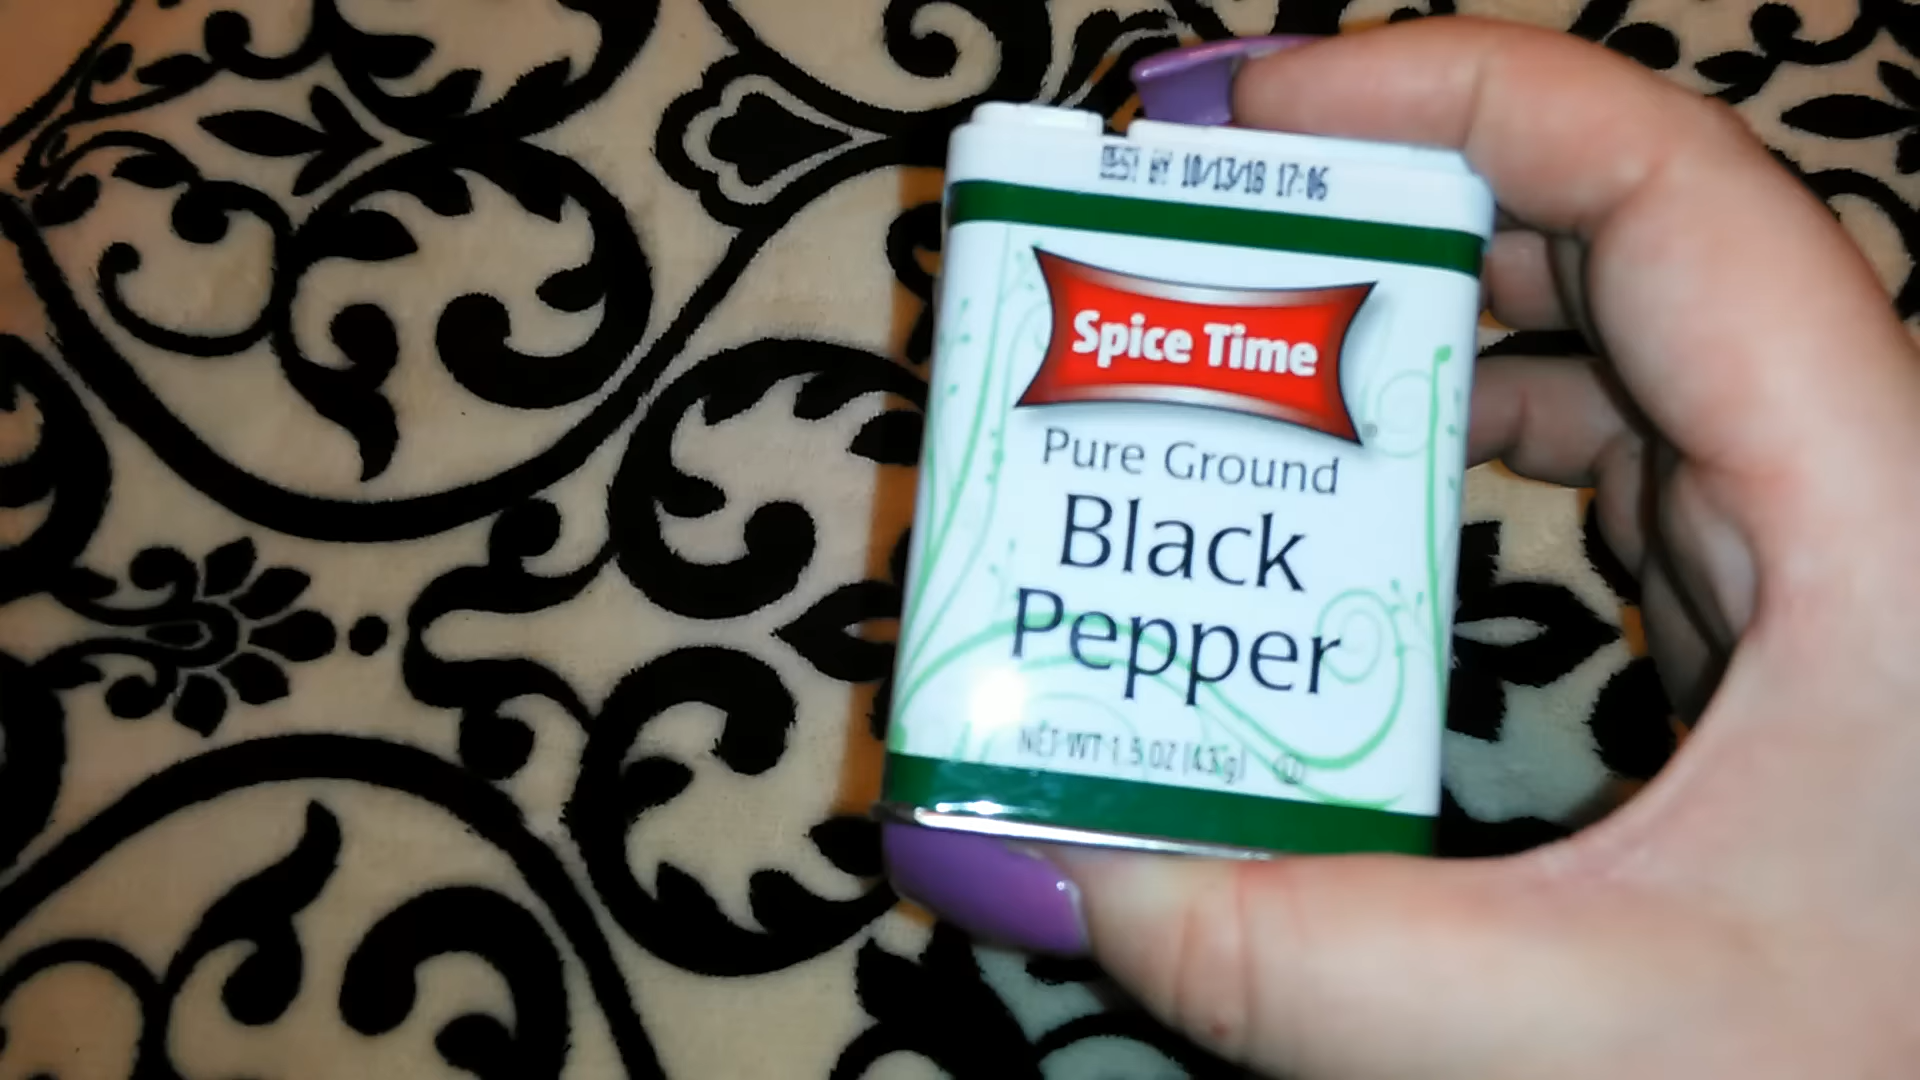 BEST BY 10/13/18 17:06
Spice Time
Pure Ground
Black
Pepper
NET WT 1.5 OZ (43g)